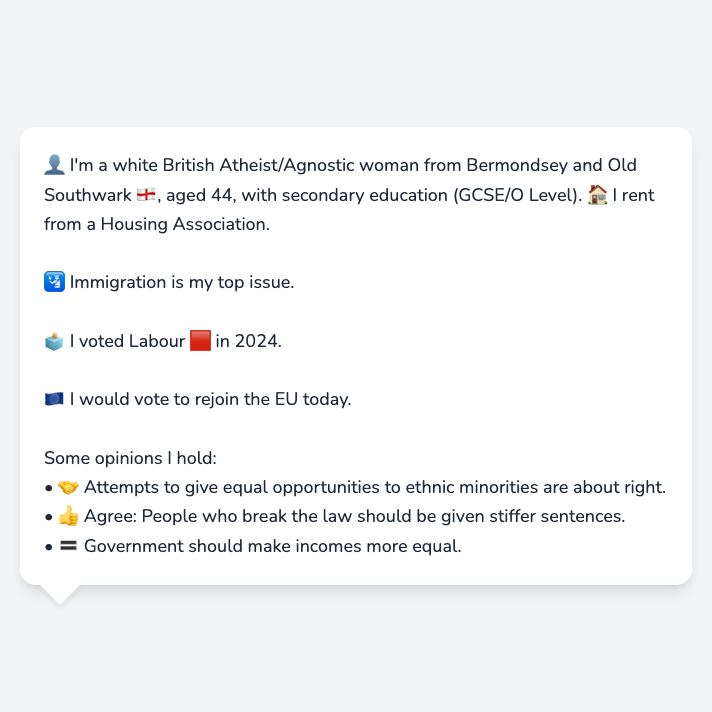 👤 I'm a white British Atheist/Agnostic woman from Bermondsey and Old
Southwark 🏴󠁧󠁢󠁥󠁮󠁧󠁿, aged 44, with secondary education (GCSE/O Level). 🏠 I rent
from a Housing Association.
🛂 Immigration is my top issue.
🗳️ I voted Labour 🟥 in 2024.
🇪🇺 I would vote to rejoin the EU today.
Some opinions I hold:
• 🤝 Attempts to give equal opportunities to ethnic minorities are about right.
• 👍 Agree: People who break the law should be given stiffer sentences.
• 🟰 Government should make incomes more equal.